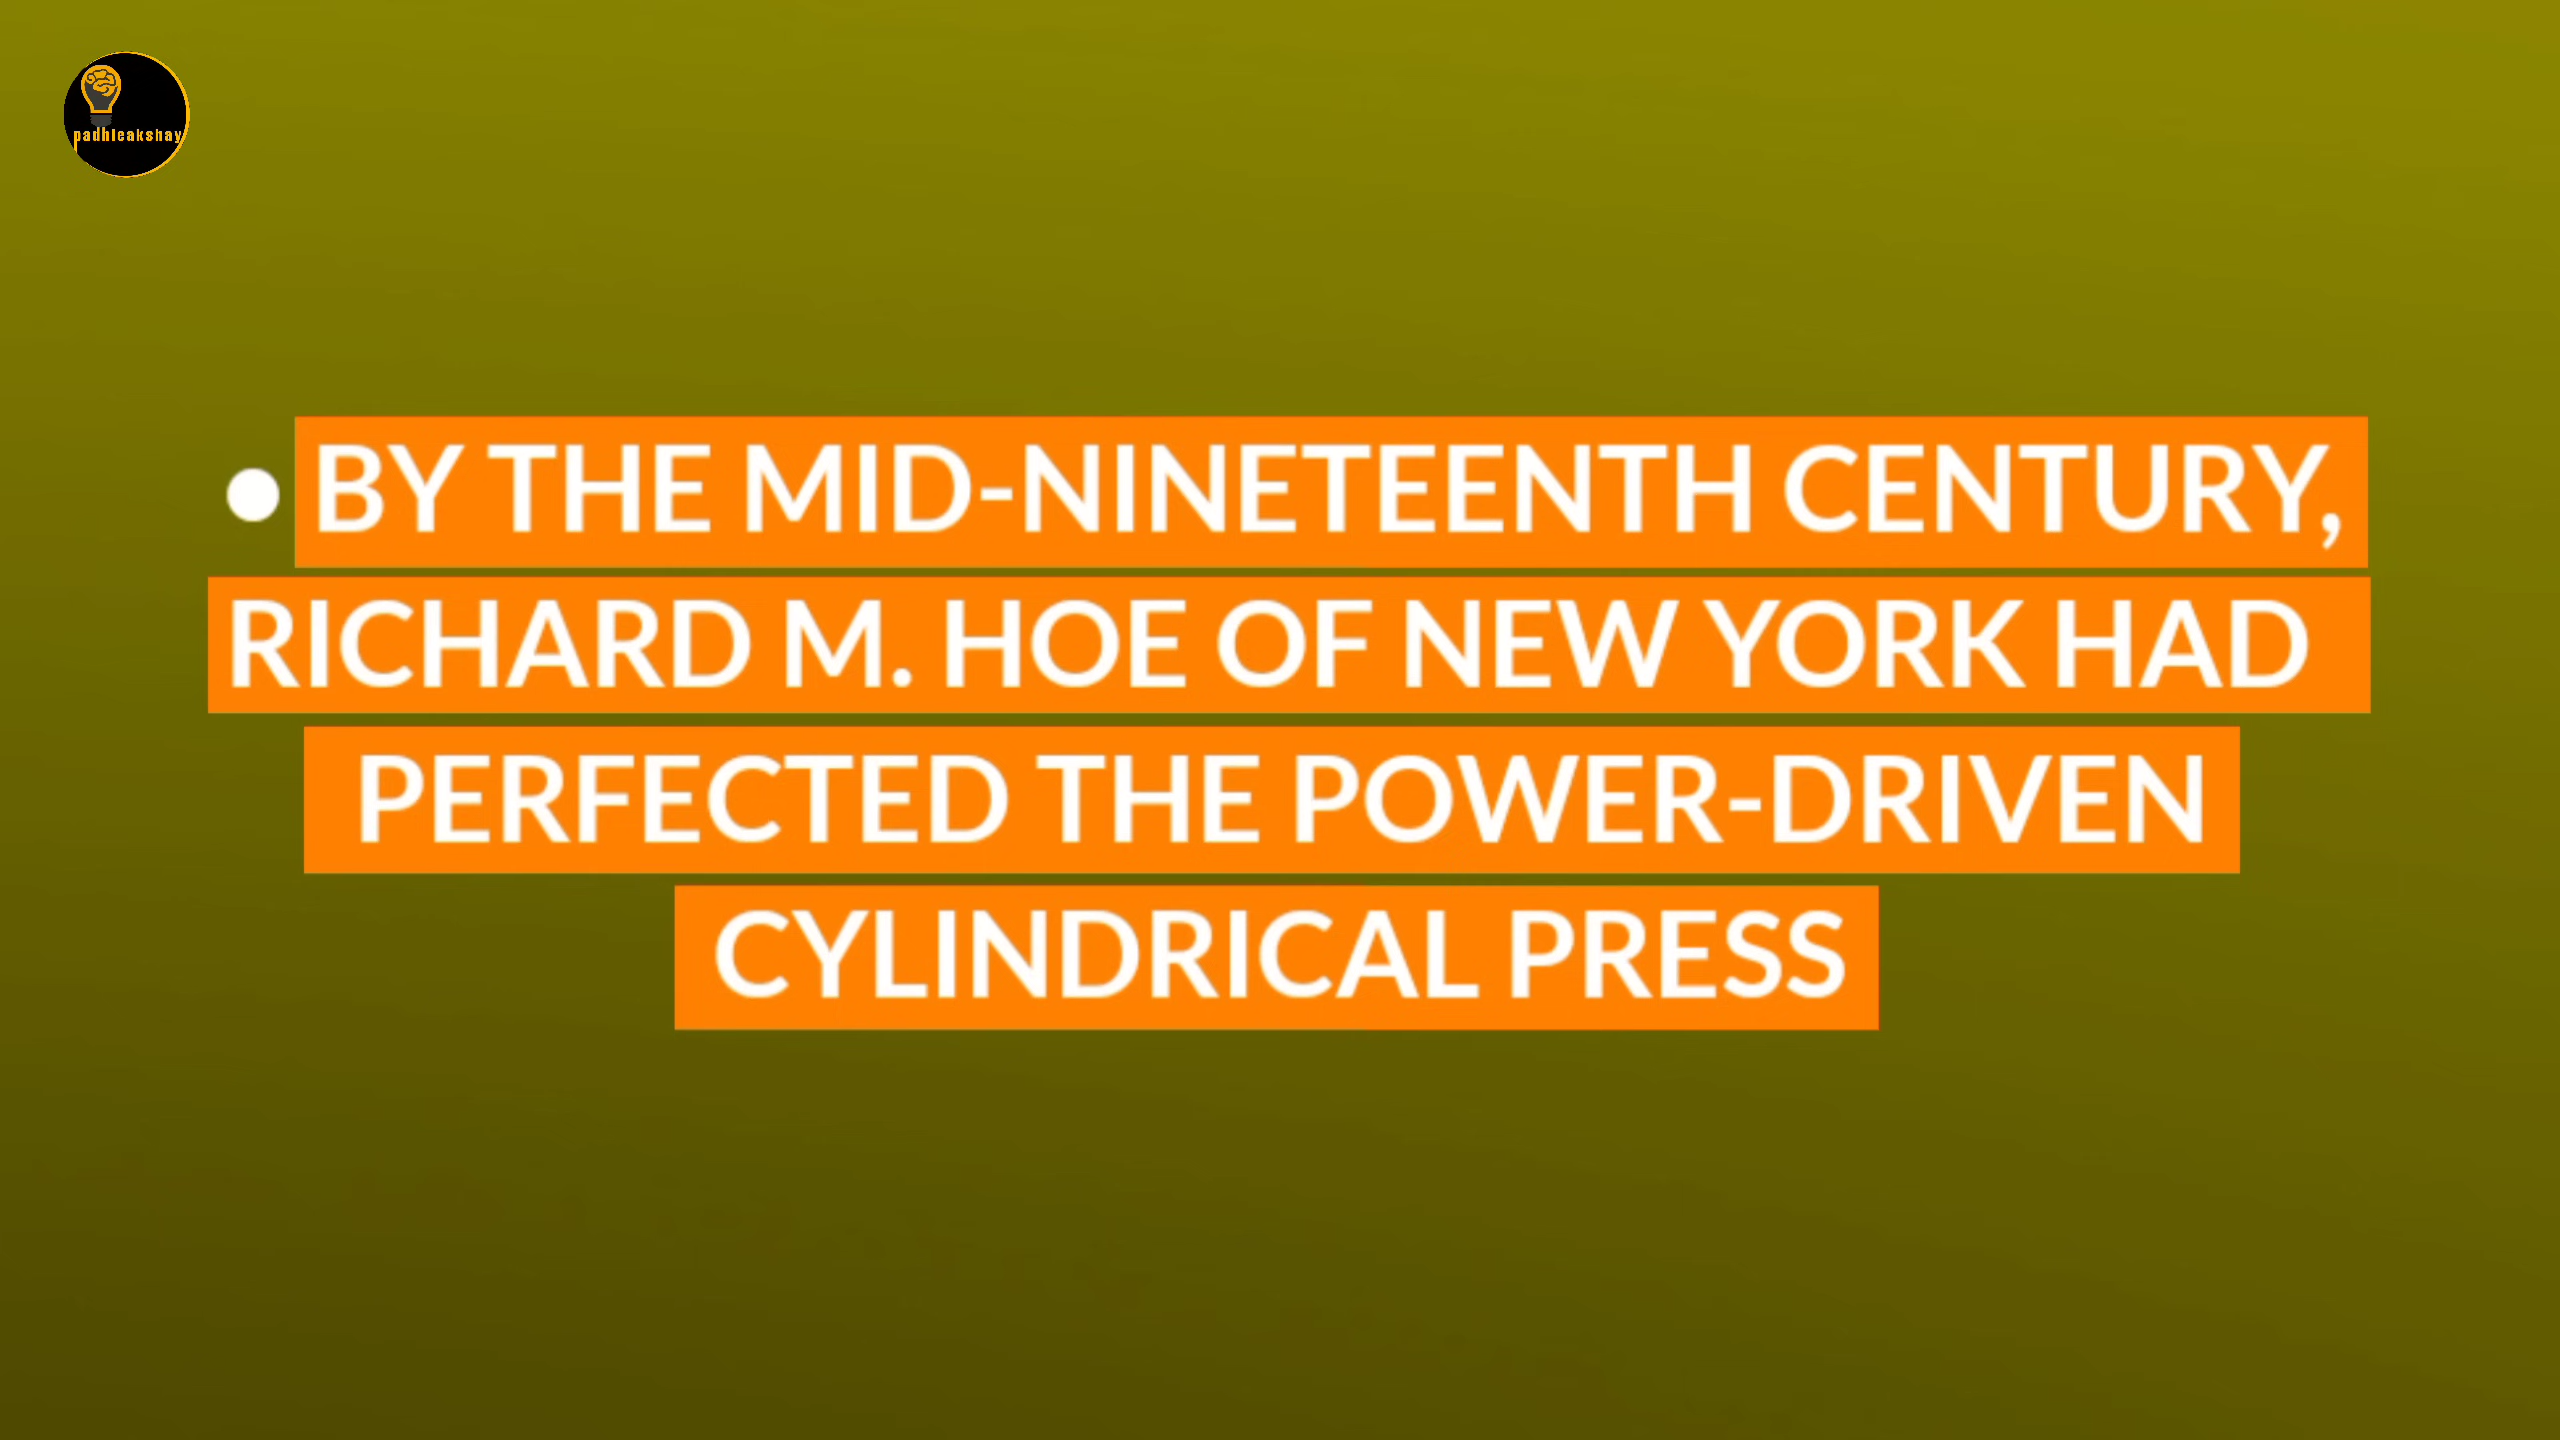 padhleakshay
• BY THE MID-NINETEENTH CENTURY,
RICHARD M. HOE OF NEW YORK HAD
PERFECTED THE POWER-DRIVEN
CYLINDRICAL PRESS